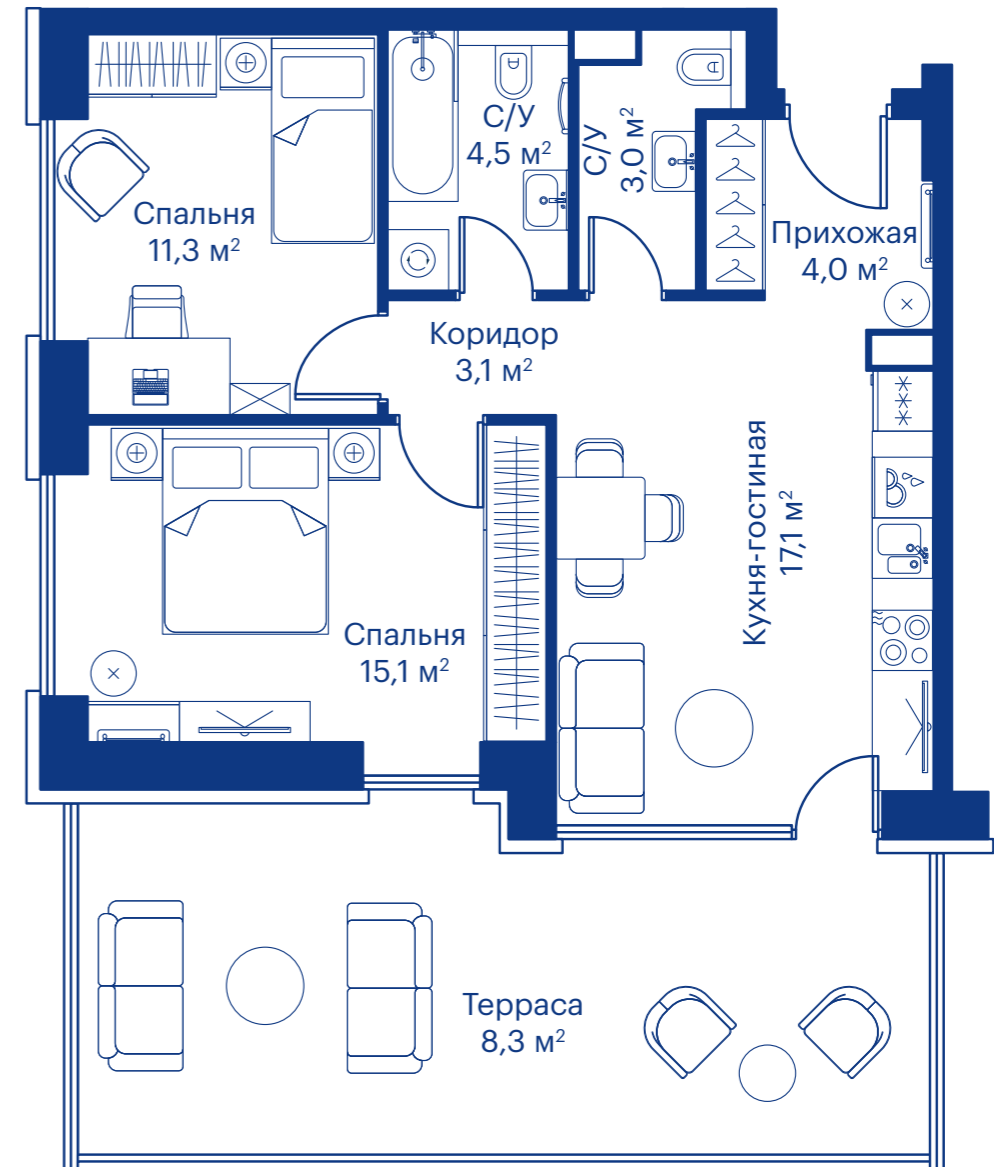 С/У
4,5 м²
С/У
3,0 м²
Спальня
11,3 м²
Прихожая
4,0 м²
Коридор
3,1 м²
Кухня-гостиная
17,1 м²
Спальня
15,1 м²
Терраса
8,3 м²